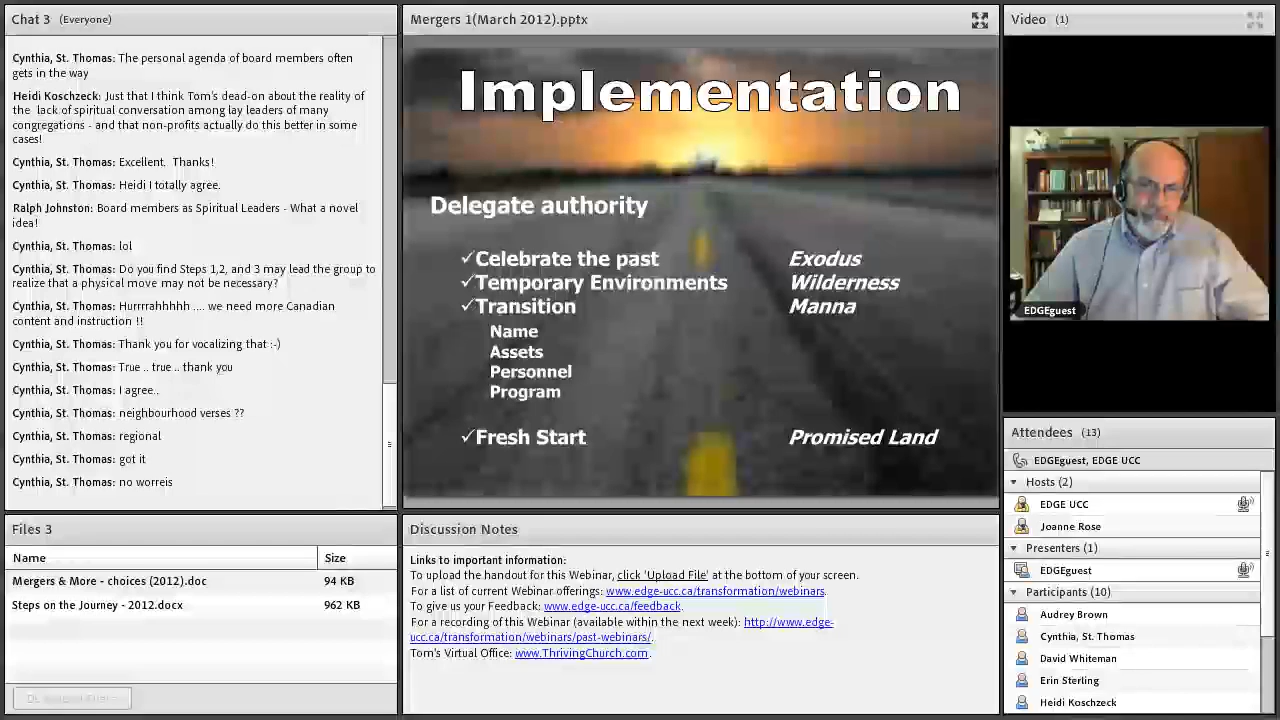 Chat 3 (Everyone)
Cynthia, St. Thomas: The personal agenda of board members often
gets in the way
Heidi Koschzeck: Just that I think Tom's dead-on about the reality of
the lack of spiritual conversation among lay leaders of many
congregations - and that non-profits actually do this better in some
cases!
Cynthia, St. Thomas: Excellent. Thanks!
Cynthia, St. Thomas: Heidi I totally agree.
Ralph Johnston: Board members as Spiritual Leaders - What a novel
idea!
Cynthia, St. Thomas: lol
Cynthia, St. Thomas: Do you find Steps 1,2, and 3 may lead the group to
realize that a physical move may not be necessary?
Cynthia, St. Thomas: Hurrrrahhhhh .... we need more Canadian
content and instruction !!
Cynthia, St. Thomas: Thank you for vocalizing that :-)
Cynthia, St. Thomas: True .. true .. thank you
Cynthia, St. Thomas: I agree..
Cynthia, St. Thomas: neighbourhood verses ??
Cynthia, St. Thomas: regional
Cynthia, St. Thomas: got it
Cynthia, St. Thomas: no worreis
Files 3
Name Size
Mergers & More - choices (2012).doc 94 KB
Steps on the Journey - 2012.docx 962 KB
Mergers 1(March 2012).pptx
Implementation
Delegate authority
✓Celebrate the past Exodus
✓Temporary Environments Wilderness
✓Transition Manna
Name
Assets
Personnel
Program
✓Fresh Start Promised Land
Discussion Notes
Links to important information:
To upload the handout for this Webinar, click 'Upload File' at the bottom of your screen.
For a list of current Webinar offerings: www.edge-ucc.ca/transformation/webinars.
To give us your Feedback: www.edge-ucc.ca/feedback.
For a recording of this Webinar (available within the next week): http://www.edge-
ucc.ca/transformation/webinars/past-webinars/.
Tom's Virtual Office: www.ThrivingChurch.com.
Video (1)
EDGEguest
Attendees (13)
EDGEguest, EDGE UCC
Hosts (2)
EDGE UCC
Joanne Rose
Presenters (1)
EDGEguest
Participants (10)
Audrey Brown
Cynthia, St. Thomas
David Whiteman
Erin Sterling
Heidi Koschzeck